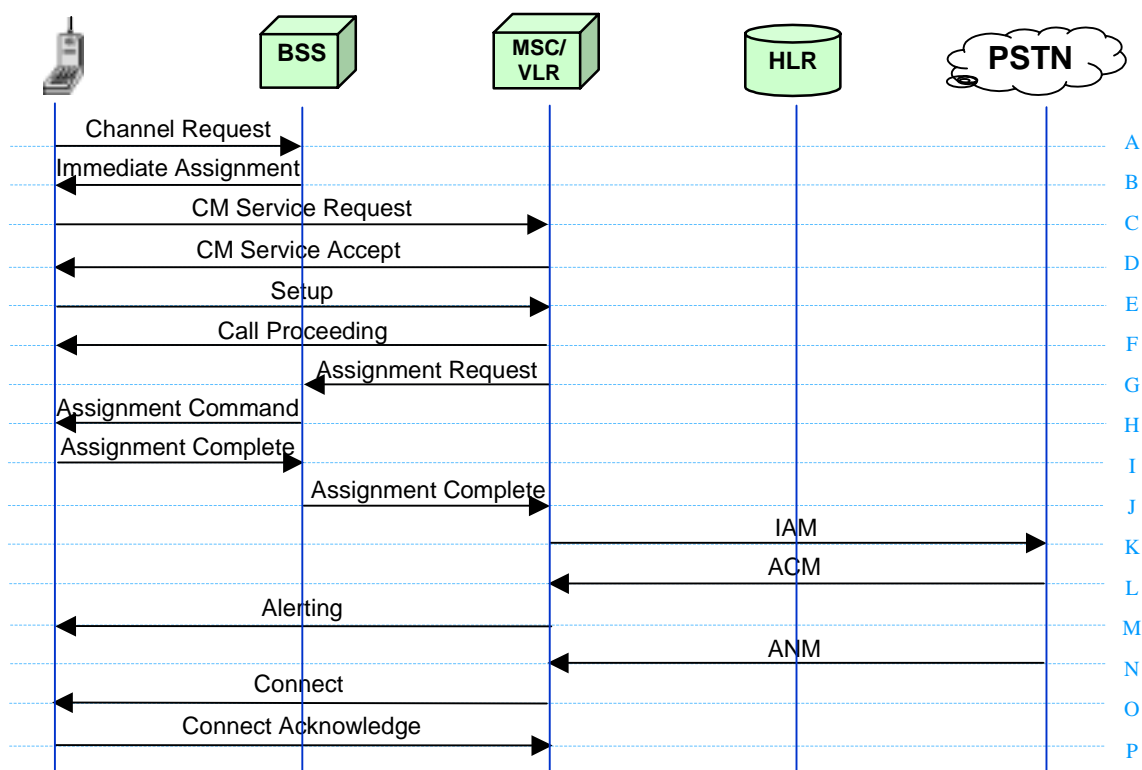 BSS
MSC/
VLR
HLR
PSTN
Channel Request
A
Immediate Assignment
B
CM Service Request
C
CM Service Accept
D
Setup
E
Call Proceeding
F
Assignment Request
G
Assignment Command
H
Assignment Complete
I
Assignment Complete
J
IAM
K
ACM
L
Alerting
M
ANM
N
Connect
O
Connect Acknowledge
P